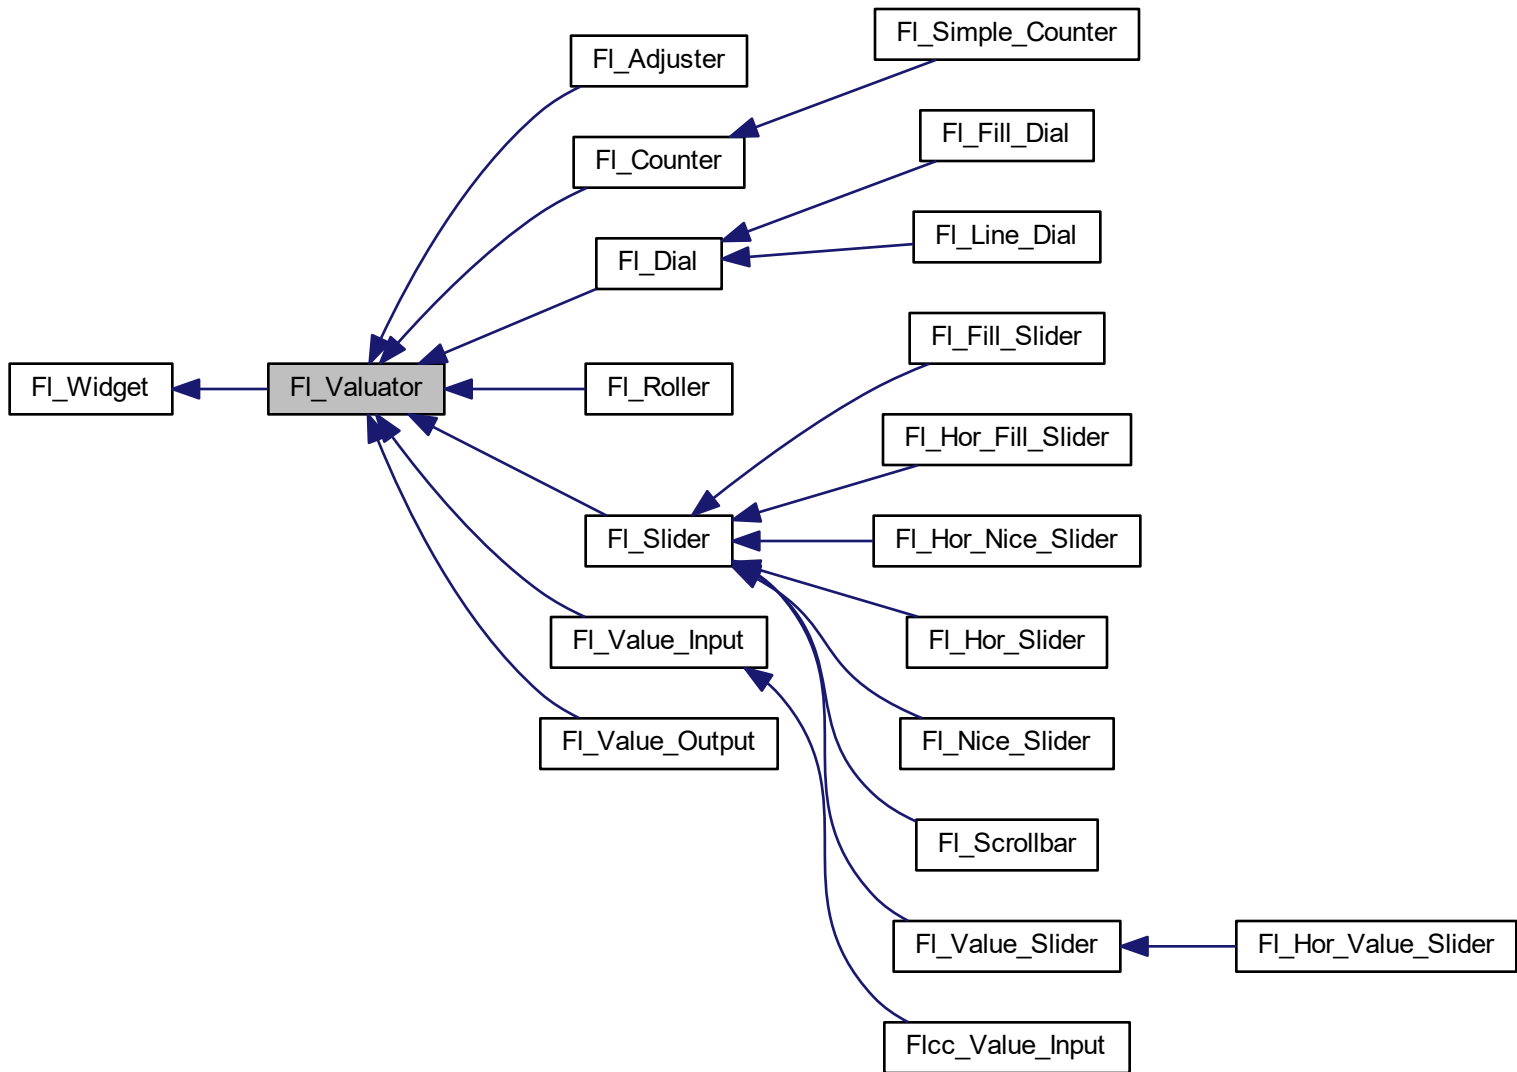 Fl_Widget
Fl_Valuator
Fl_Adjuster
Fl_Counter
Fl_Dial
Fl_Roller
Fl_Slider
Fl_Value_Input
Fl_Value_Output
Fl_Simple_Counter
Fl_Fill_Dial
Fl_Line_Dial
Fl_Fill_Slider
Fl_Hor_Fill_Slider
Fl_Hor_Nice_Slider
Fl_Hor_Slider
Fl_Nice_Slider
Fl_Scrollbar
Fl_Value_Slider
Flcc_Value_Input
Fl_Hor_Value_Slider